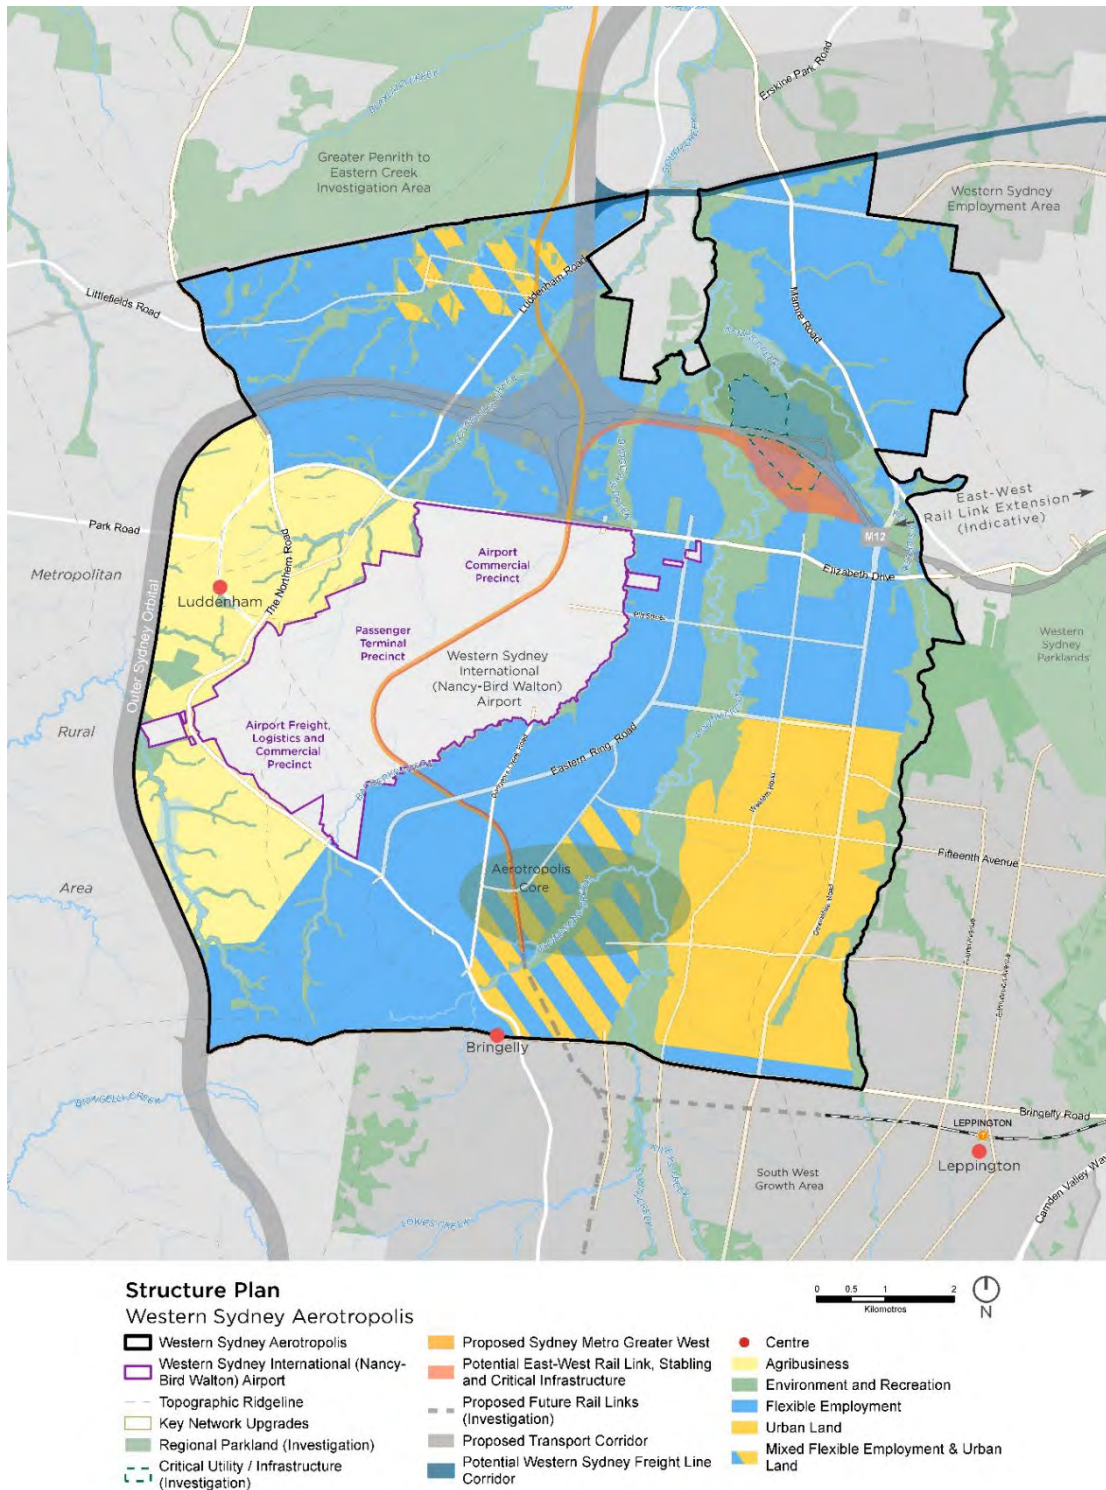 Erskine Park Road
Greater Penrith to
Eastern Creek
Investigation Area
Western Sydney
Employment Area
Luddenham Road
Littlefields Road
Mamre Road
East-West
Rail Link Extension
(Indicative)
M12
Park Road
Airport
Commercial
Precinct
Elizabeth Drive
Metropolitan
The Northern Road
Luddenham
Outer Sydney Orbital
Passenger
Terminal
Precinct
Western Sydney
International
(Nancy-Bird Walton)
Airport
Western
Sydney
Parklands
Rural
Airport Freight,
Logistics and
Commercial
Precinct
Eastern Ring Road
Fifteenth Avenue
Aerotropolis
Core
Area
Bringelly
BRINGELLY CREEK
Bringelly Road
LEPPINGTON
Leppington
South West
Growth Area
LOWES CREEK
Camden Valley Way
Structure Plan
Western Sydney Aerotropolis
0 0.5 1 2
Kilometres
N
Western Sydney Aerotropolis
Western Sydney International (Nancy-
Bird Walton) Airport
Topographic Ridgeline
Key Network Upgrades
Regional Parkland (Investigation)
Critical Utility / Infrastructure
(Investigation)
Proposed Sydney Metro Greater West
Potential East-West Rail Link, Stabling
and Critical Infrastructure
Proposed Future Rail Links
(Investigation)
Proposed Transport Corridor
Potential Western Sydney Freight Line
Corridor
Centre
Agribusiness
Environment and Recreation
Flexible Employment
Urban Land
Mixed Flexible Employment & Urban
Land